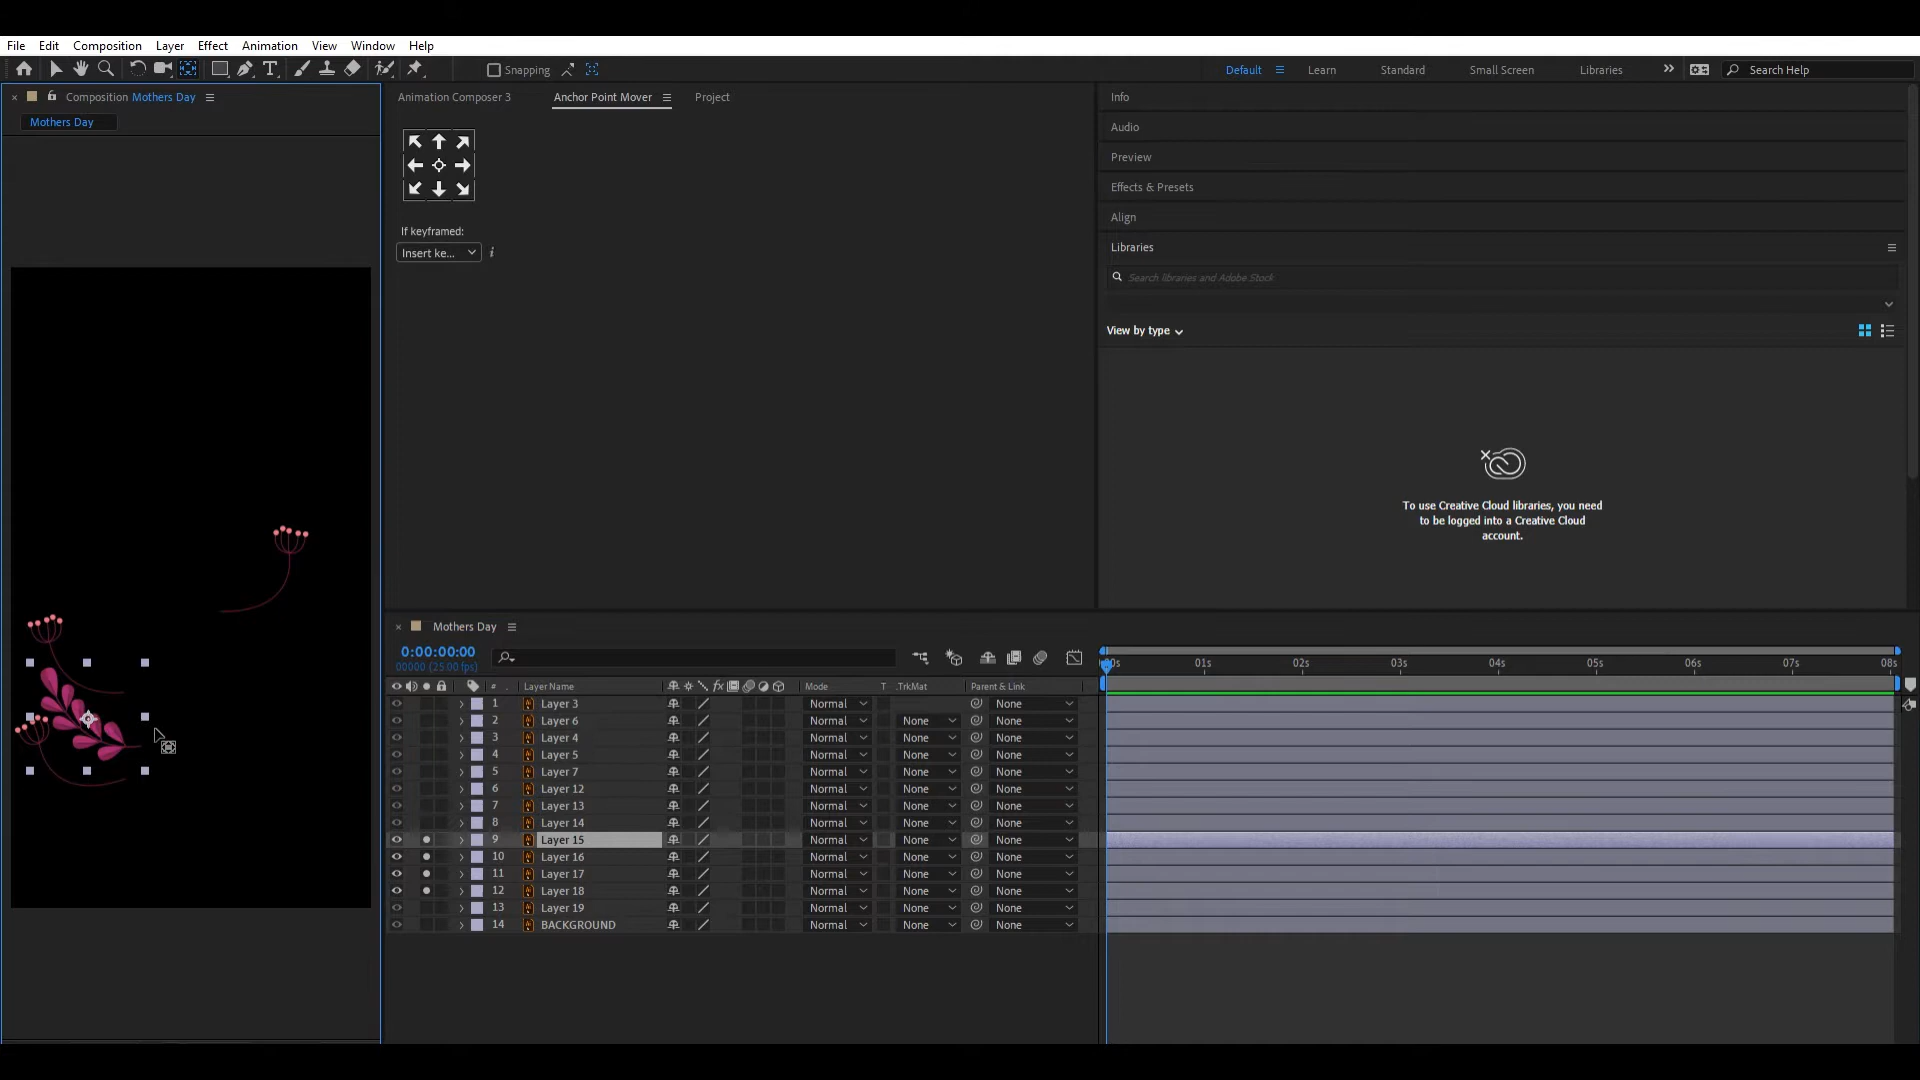 File Edit Composition Layer Effect Animation View Window Help
Snapping
Default Learn Standard Small Screen Libraries Search Help
Composition Mothers Day
Mothers Day
Animation Composer 3 Anchor Point Mover Project
If keyframed:
Insert ke...
Info
Audio
Preview
Effects & Presets
Align
Libraries
Search libraries and Adobe Stock
View by type
To use Creative Cloud libraries, you need
to be logged into a Creative Cloud
account.
Mothers Day
0:00:00:00
00000 (25.00 fps)
# Layer Name fx Mode T .TrkMat Parent & Link
01s 02s 03s 04s 05s 06s 07s 08s
1 Layer 3 Normal None
2 Layer 6 Normal None None
3 Layer 4 Normal None None
4 Layer 5 Normal None None
5 Layer 7 Normal None None
6 Layer 12 Normal None None
7 Layer 13 Normal None None
8 Layer 14 Normal None None
9 Layer 15 Normal None None
10 Layer 16 Normal None None
11 Layer 17 Normal None None
12 Layer 18 Normal None None
13 Layer 19 Normal None None
14 BACKGROUND Normal None None